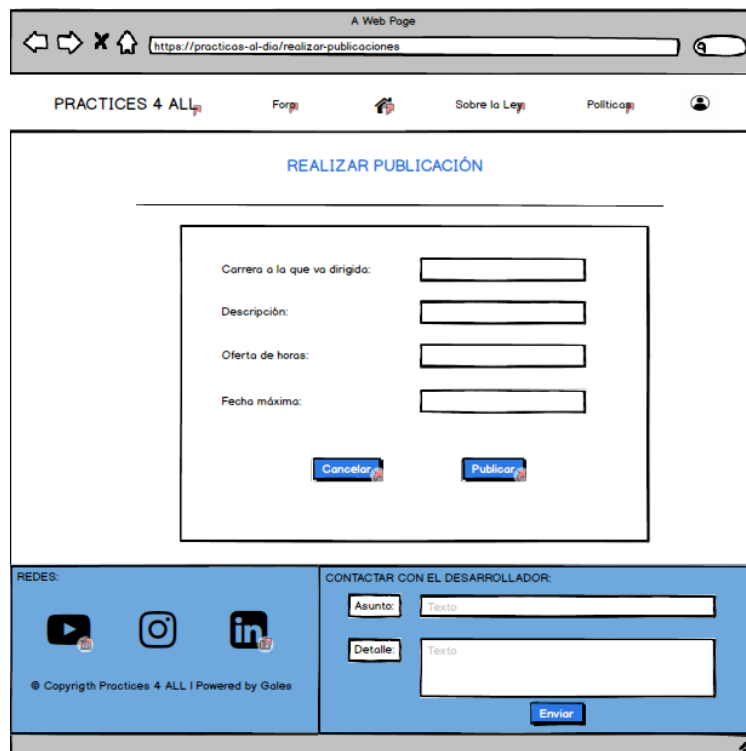 A Web Page
https://practicas-al-dia/realizar-publicaciones
PRACTICES 4 ALL
Sobre la Ley
Políticas
REALIZAR PUBLICACIÓN
Carrera a la que va dirigida:
Descripción:
Oferta de horas:
Fecha máxima:
Cancelar
Publicar
REDES:
© Copyrigth Practices 4 ALL I Powered by Gales
CONTACTAR CON EL DESARROLLADOR:
Asunto:
Texto
Detalle:
Texto
Enviar